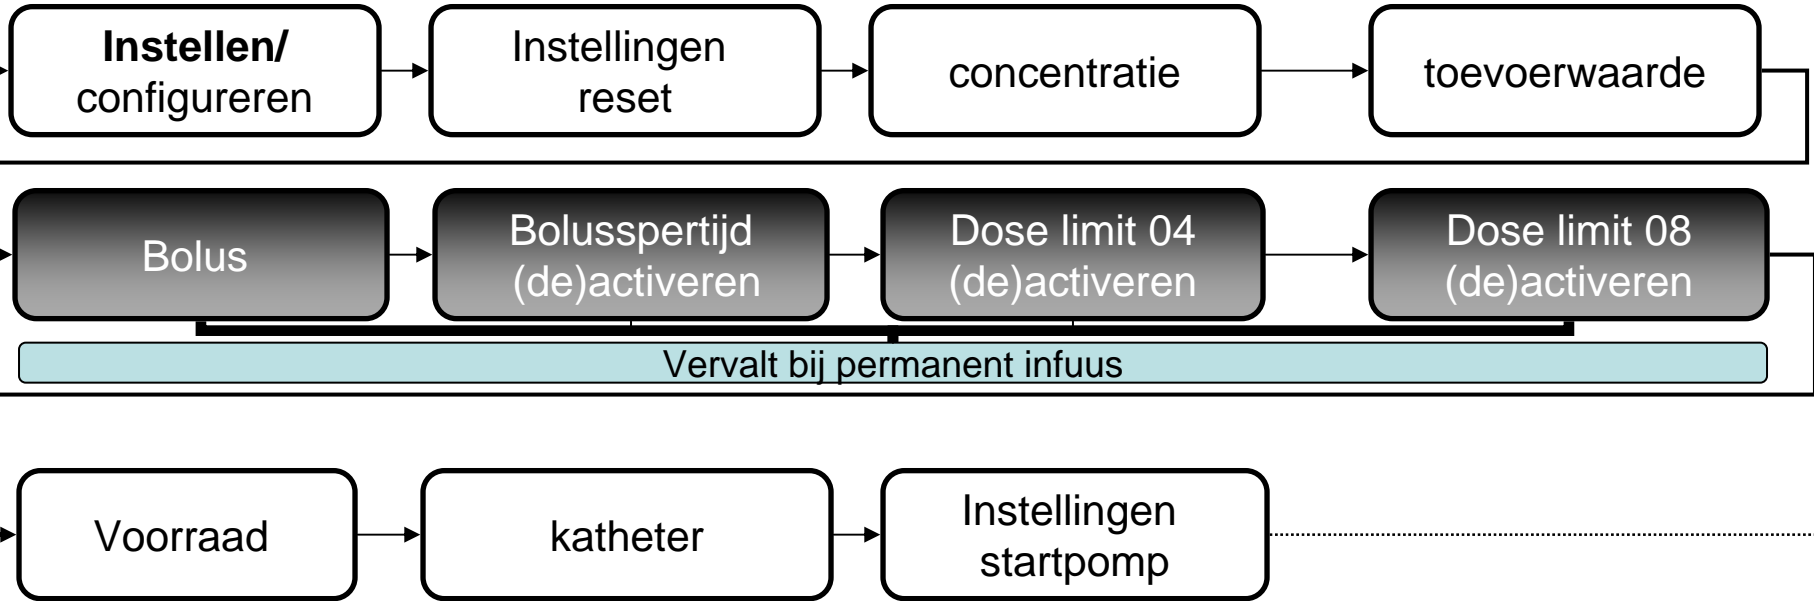 Instellen/
configureren
Instellingen
reset
concentratie
toevoerwaarde
Bolus
Bolusspertijd
(de)activeren
Dose limit 04
(de)activeren
Dose limit 08
(de)activeren
Vervalt bij permanent infuus
Voorraad
katheter
Instellingen
startpomp